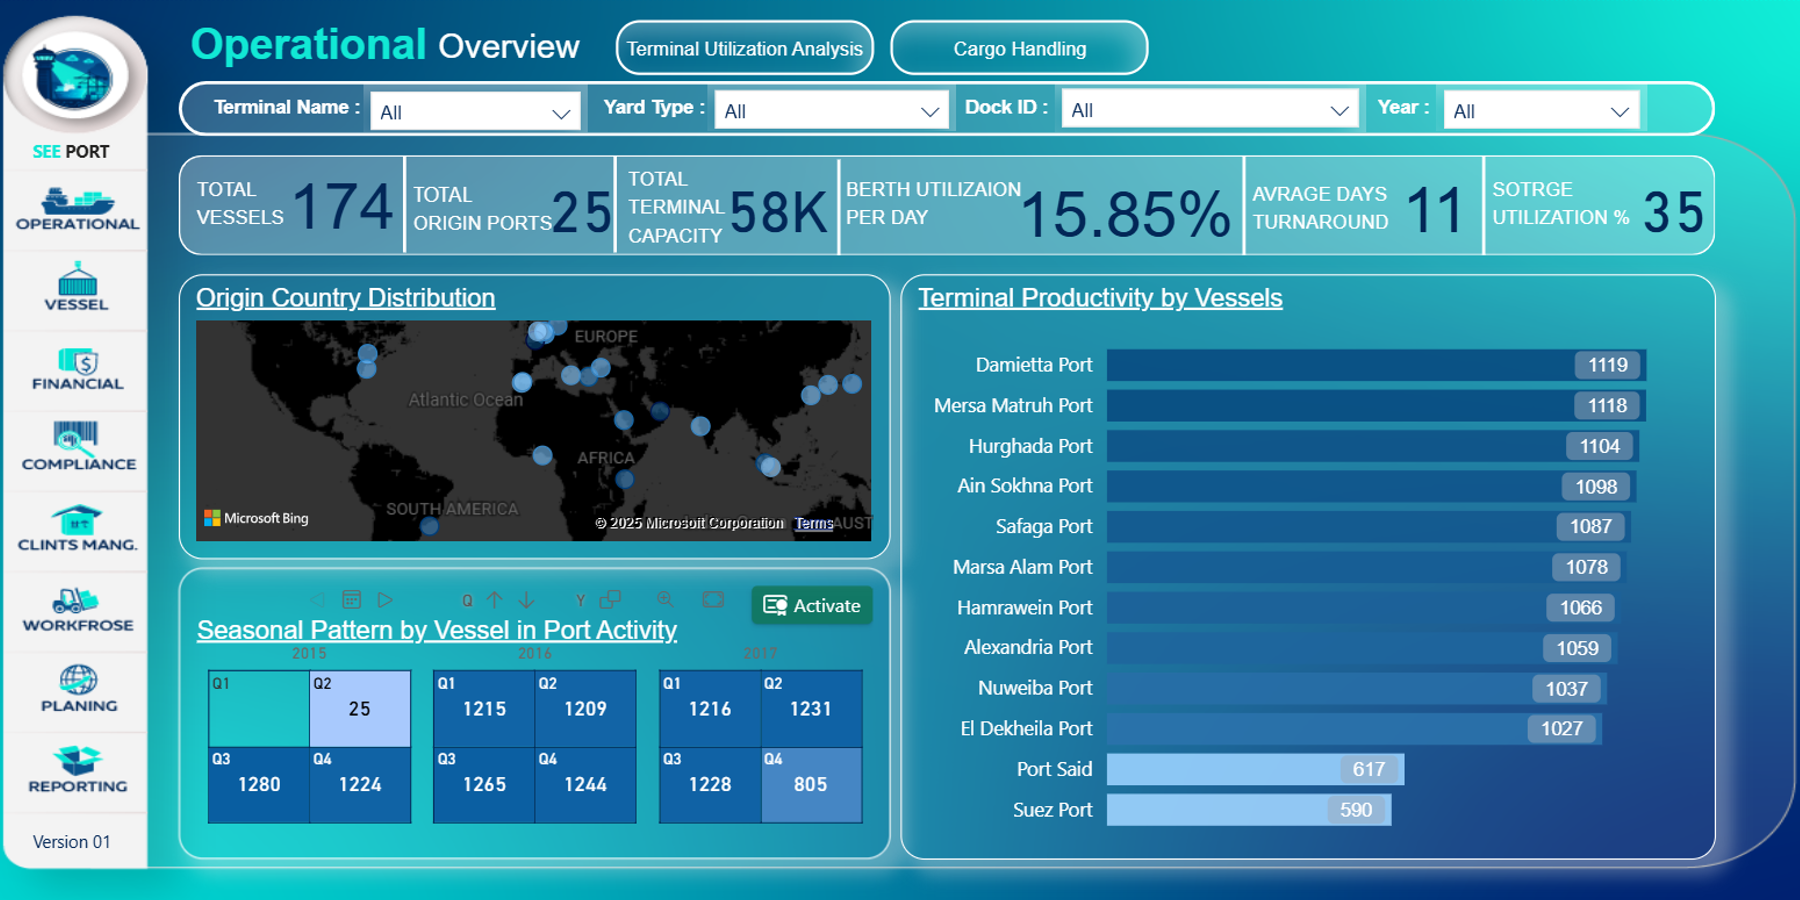 Operational Overview
Terminal Utilization Analysis
Cargo Handling
Terminal Name :
All
Yard Type :
All
Dock ID :
All
Year :
All
SEE PORT
OPERATIONAL
VESSEL
FINANCIAL
COMPLIANCE
CLINTS MANG.
WORKFROSE
PLANING
REPORTING
Version 01
TOTAL
VESSELS
174
TOTAL
ORIGIN PORTS
25
TOTAL
TERMINAL
CAPACITY
58K
BERTH UTILIZAION
PER DAY
15.85%
AVRAGE DAYS
TURNAROUND
11
SOTRGE
UTILIZATION %
35
Origin Country Distribution
EUROPE
Atlantic Ocean
AFRICA
SOUTH AMERICA
AUST
Microsoft Bing
© 2025 Microsoft Corporation Terms
Q
Y
Activate
Seasonal Pattern by Vessel in Port Activity
2015
Q1
Q2
25
Q3
1280
Q4
1224
2016
Q1
1215
Q2
1209
Q3
1265
Q4
1244
2017
Q1
1216
Q2
1231
Q3
1228
Q4
805
Terminal Productivity by Vessels
Damietta Port 1119
Mersa Matruh Port 1118
Hurghada Port 1104
Ain Sokhna Port 1098
Safaga Port 1087
Marsa Alam Port 1078
Hamrawein Port 1066
Alexandria Port 1059
Nuweiba Port 1037
El Dekheila Port 1027
Port Said 617
Suez Port 590